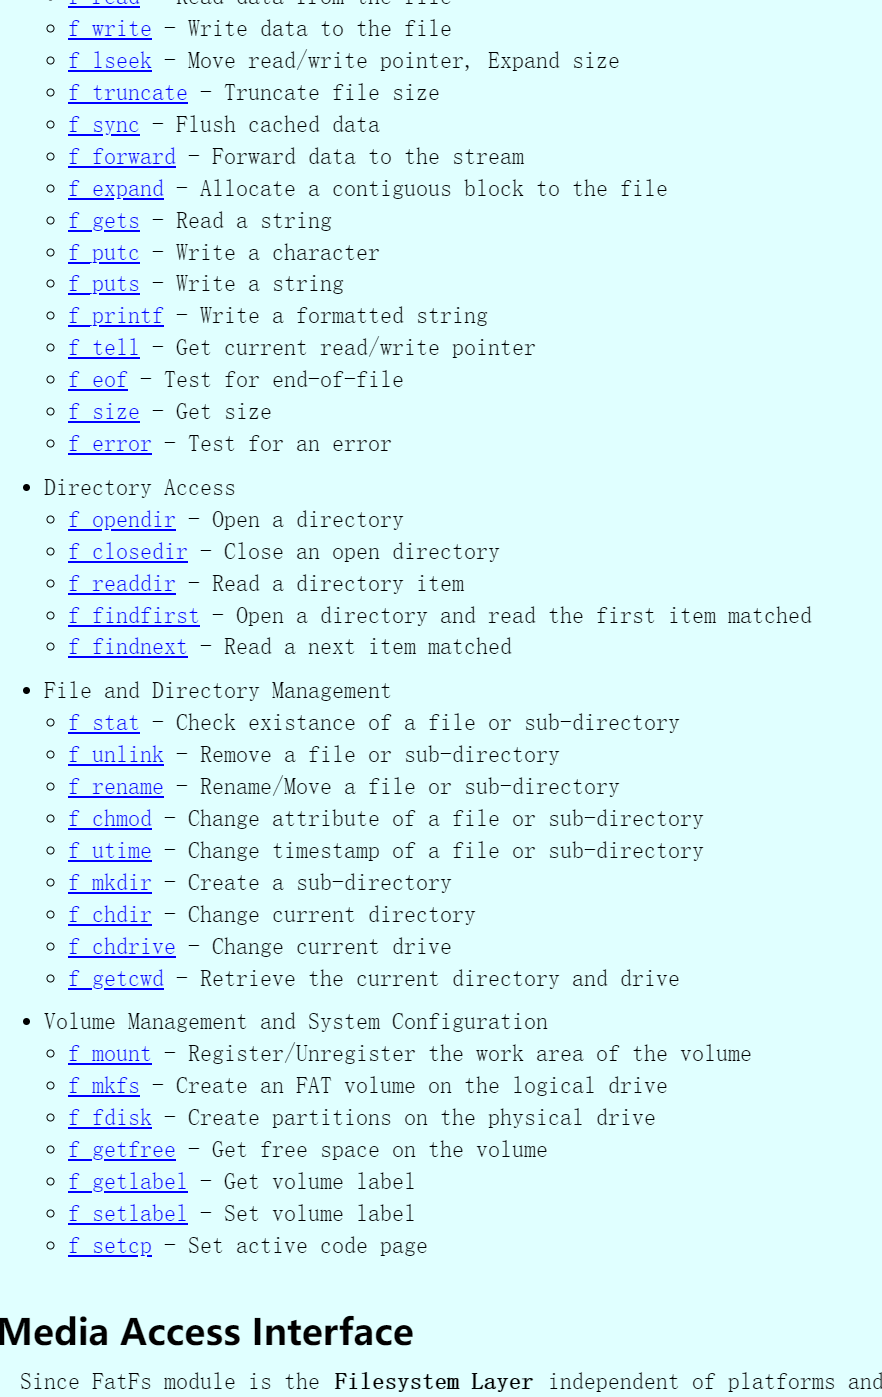 f_read - Read data from the file
f_write - Write data to the file
f_lseek - Move read/write pointer, Expand size
f_truncate - Truncate file size
f_sync - Flush cached data
f_forward - Forward data to the stream
f_expand - Allocate a contiguous block to the file
f_gets - Read a string
f_putc - Write a character
f_puts - Write a string
f_printf - Write a formatted string
f_tell - Get current read/write pointer
f_eof - Test for end-of-file
f_size - Get size
f_error - Test for an error
Directory Access
f_opendir - Open a directory
f_closedir - Close an open directory
f_readdir - Read a directory item
f_findfirst - Open a directory and read the first item matched
f_findnext - Read a next item matched
File and Directory Management
f_stat - Check existance of a file or sub-directory
f_unlink - Remove a file or sub-directory
f_rename - Rename/Move a file or sub-directory
f_chmod - Change attribute of a file or sub-directory
f_utime - Change timestamp of a file or sub-directory
f_mkdir - Create a sub-directory
f_chdir - Change current directory
f_chdrive - Change current drive
f_getcwd - Retrieve the current directory and drive
Volume Management and System Configuration
f_mount - Register/Unregister the work area of the volume
f_mkfs - Create an FAT volume on the logical drive
f_fdisk - Create partitions on the physical drive
f_getfree - Get free space on the volume
f_getlabel - Get volume label
f_setlabel - Set volume label
f_setcp - Set active code page
Media Access Interface
Since FatFs module is the Filesystem Layer independent of platforms and